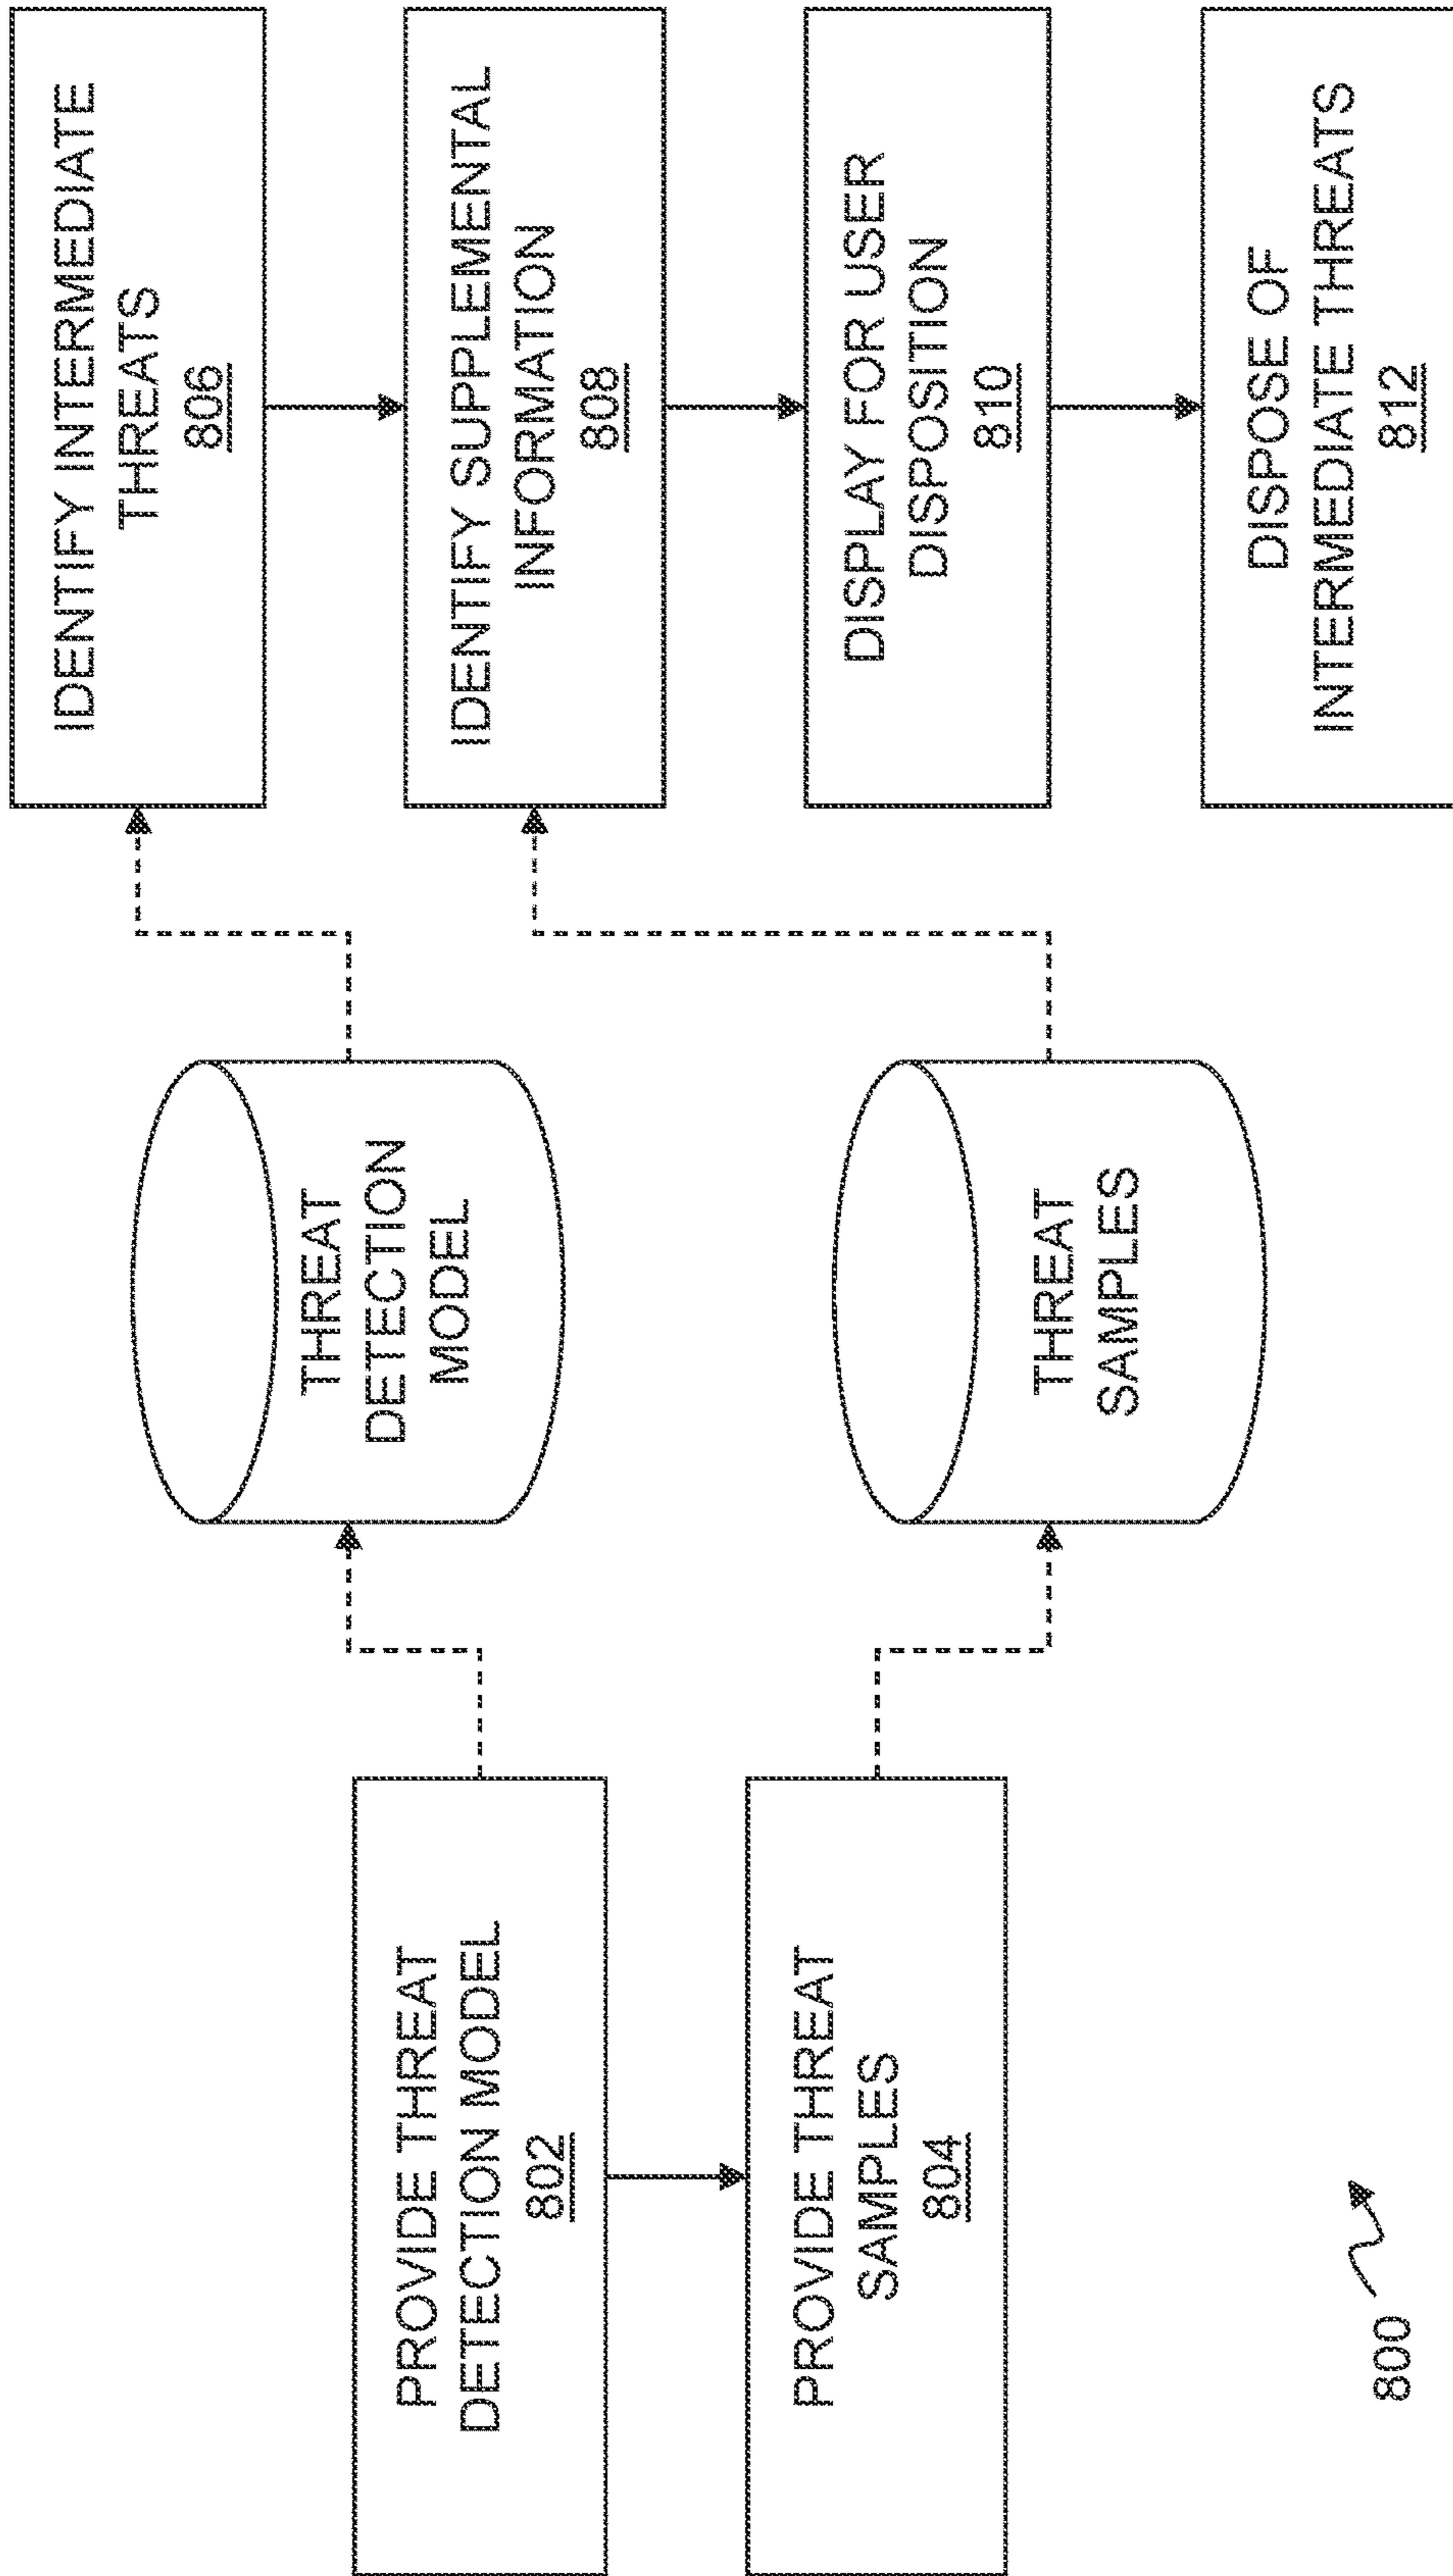 PROVIDE THREAT
DETECTION MODEL
802
PROVIDE THREAT
SAMPLES
804
THREAT
DETECTION
MODEL
THREAT
SAMPLES
IDENTIFY INTERMEDIATE
THREATS
806
IDENTIFY SUPPLEMENTAL
INFORMATION
808
DISPLAY FOR USER
DISPOSITION
810
DISPOSE OF
INTERMEDIATE THREATS
812
800